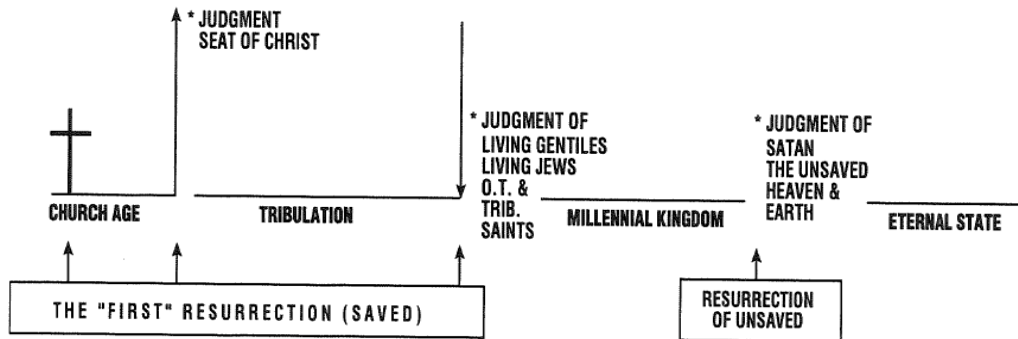 * JUDGMENT
SEAT OF CHRIST
* JUDGMENT OF
LIVING GENTILES
LIVING JEWS
O.T. &
TRIB.
SAINTS
* JUDGMENT OF
SATAN
THE UNSAVED
HEAVEN &
EARTH
CHURCH AGE
TRIBULATION
MILLENNIAL KINGDOM
ETERNAL STATE
THE "FIRST" RESURRECTION (SAVED)
RESURRECTION
OF UNSAVED